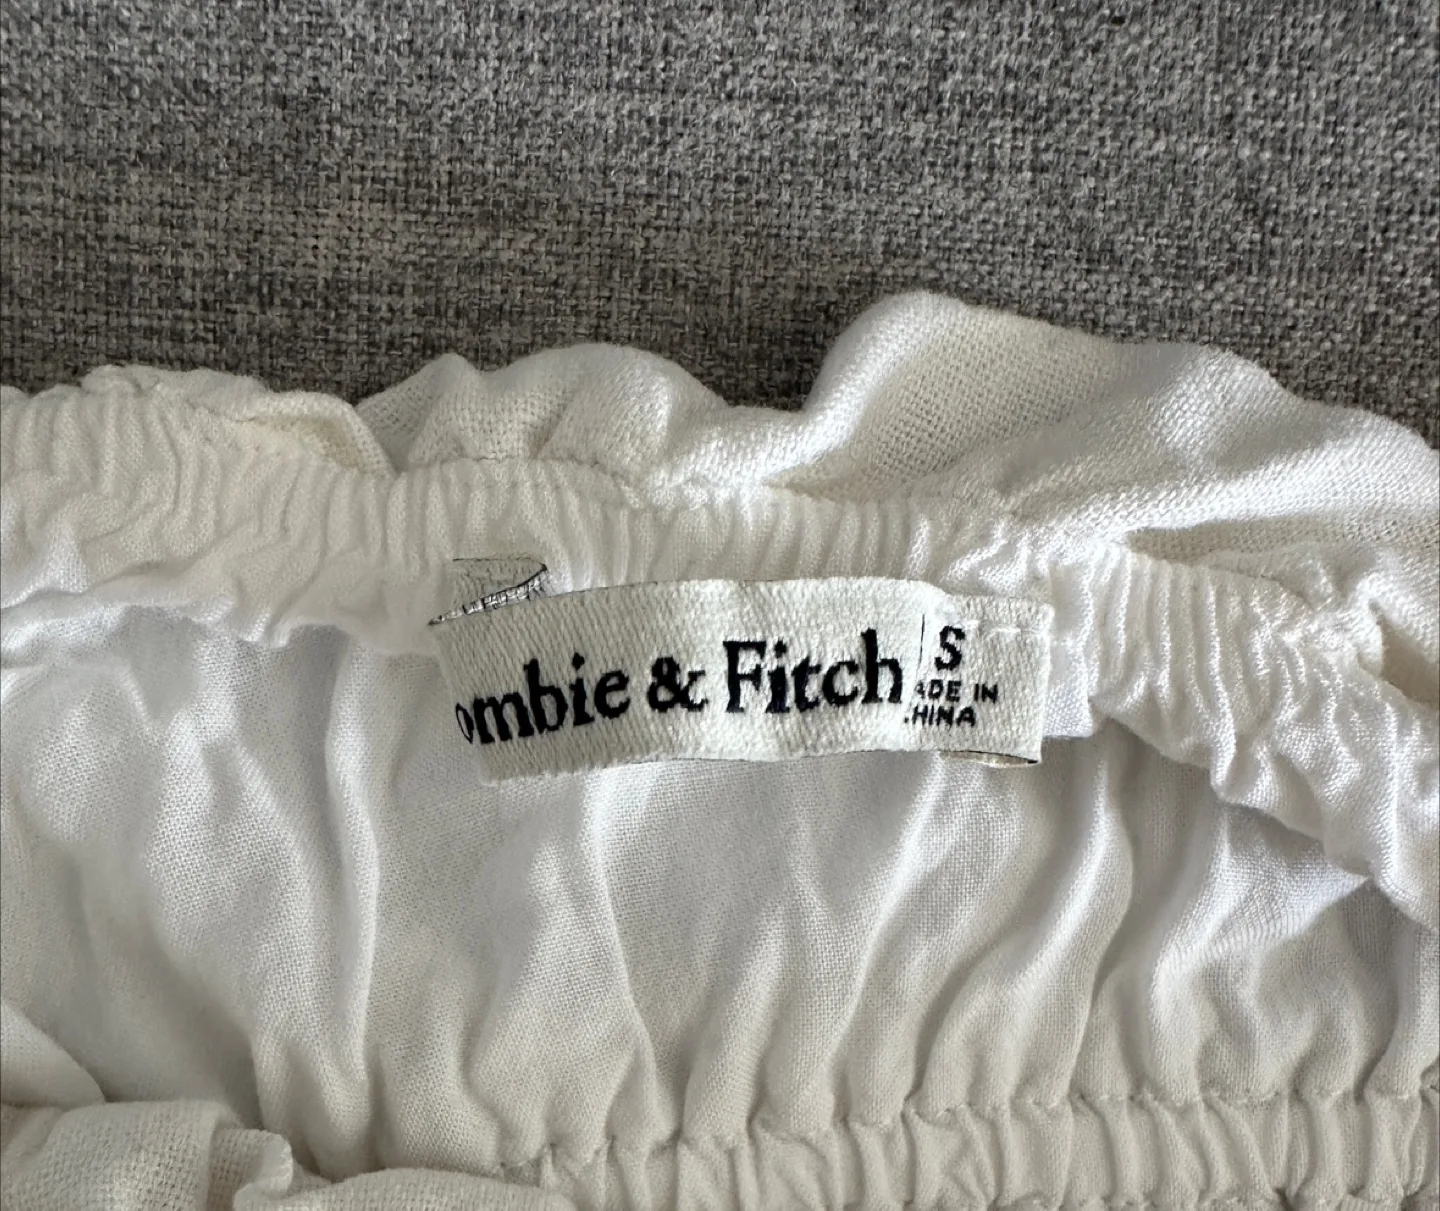 ombie & Fitch
S
ADE IN
HINA